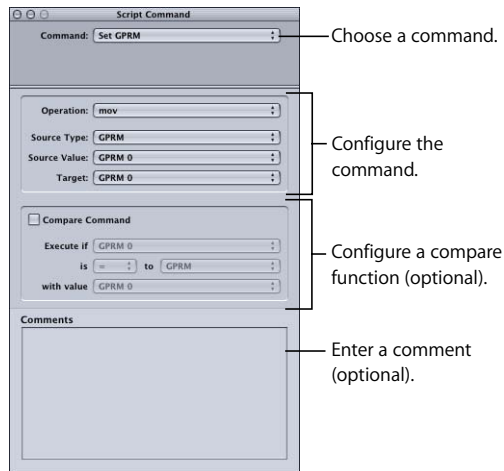 Script Command
Command: Set GPRM
Choose a command.
Operation: mov
Source Type: GPRM
Source Value: GPRM 0
Target: GPRM 0
Configure the
command.
Compare Command
Execute if GPRM 0
is = to GPRM
with value GPRM 0
Configure a compare
function (optional).
Comments
Enter a comment
(optional).